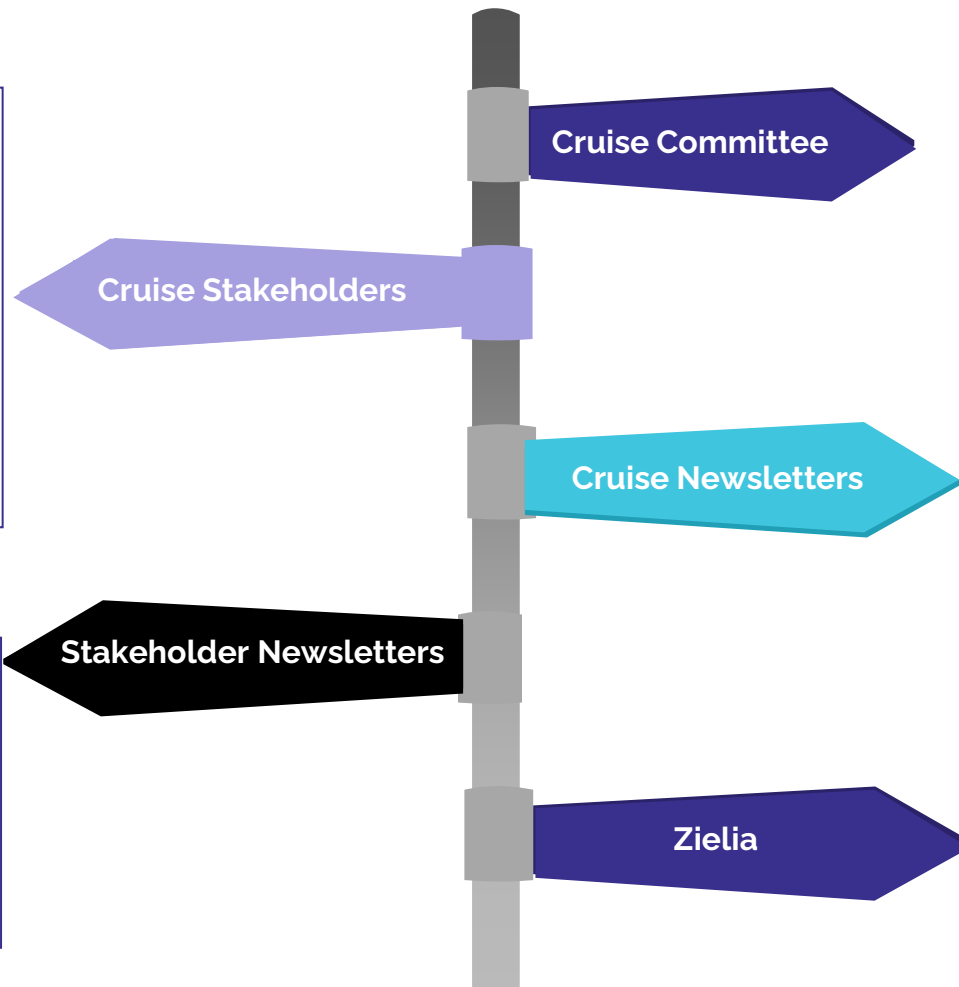 Cruise Committee
Cruise Stakeholders
Cruise Newsletters
Stakeholder Newsletters
Zielia